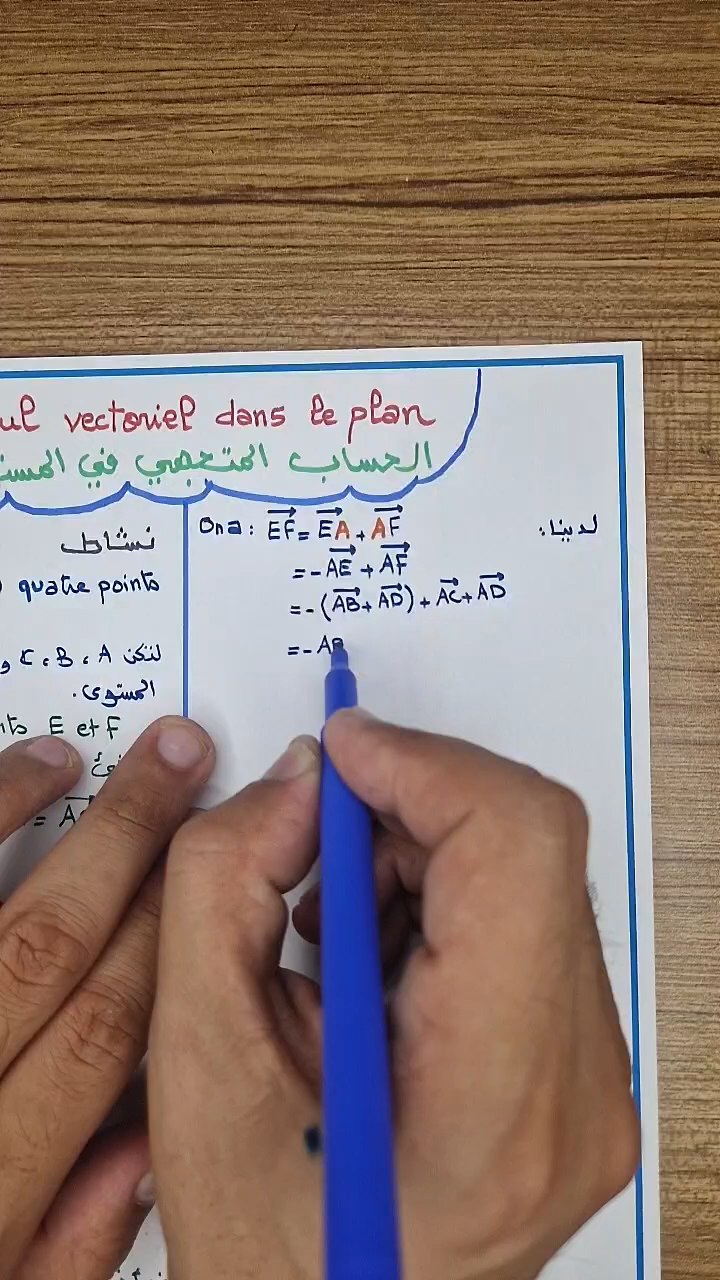 ul vectoriel dans le plan
الحساب المتجهي في
نشاط
quatre points
لتكن A ، B ، C و
المستوى.
E et F
On a : EF = EA + AF
لدينا:
= - AE + AF
= - (AB + AD) + AC + AD
= - AB